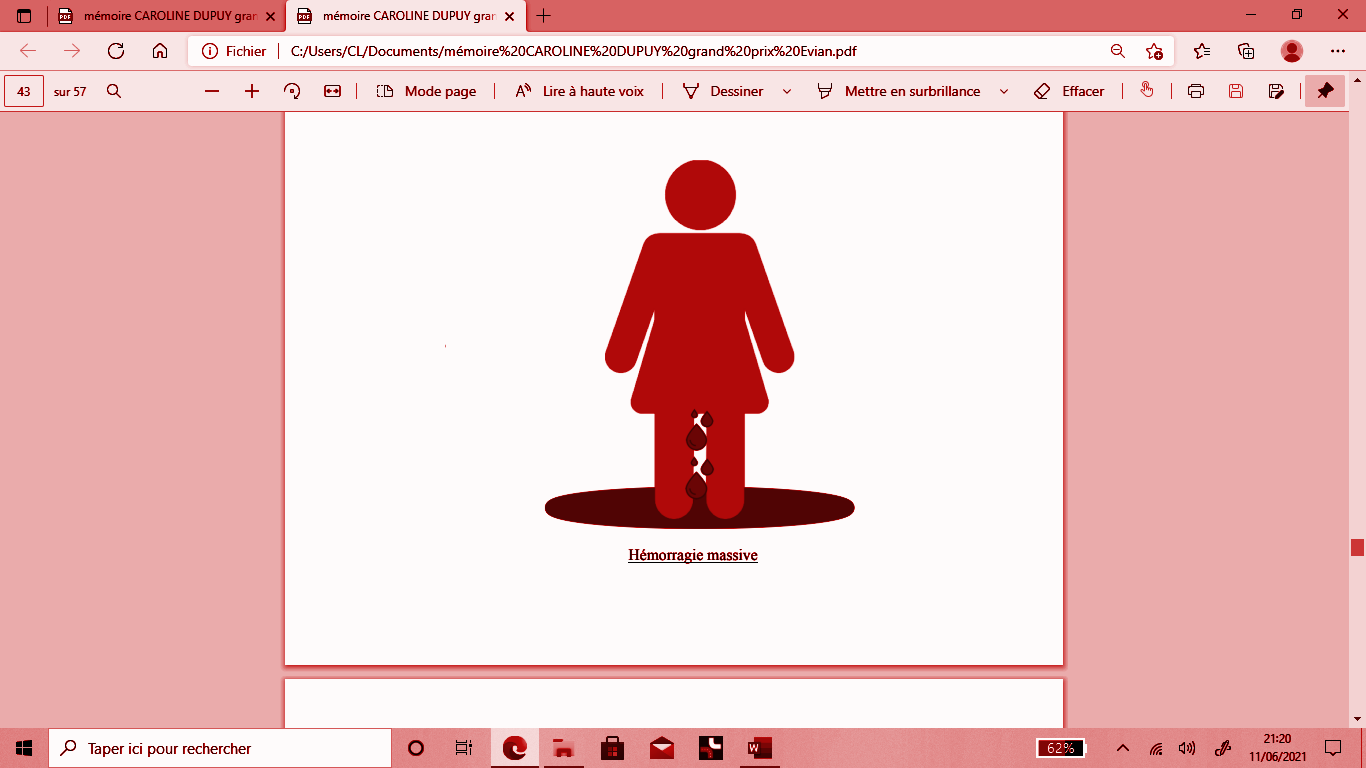 mémoire CAROLINE DUPUY gran
mémoire CAROLINE DUPUY gran
Fichier
C:/Users/CL/Documents/mémoire%20CAROLINE%20DUPUY%20grand%20prix%20Evian.pdf
43 sur 57
Mode page
Lire à haute voix
Dessiner
Mettre en surbrillance
Effacer
Hémorragie massive
Taper ici pour rechercher
62%
21:20
11/06/2021